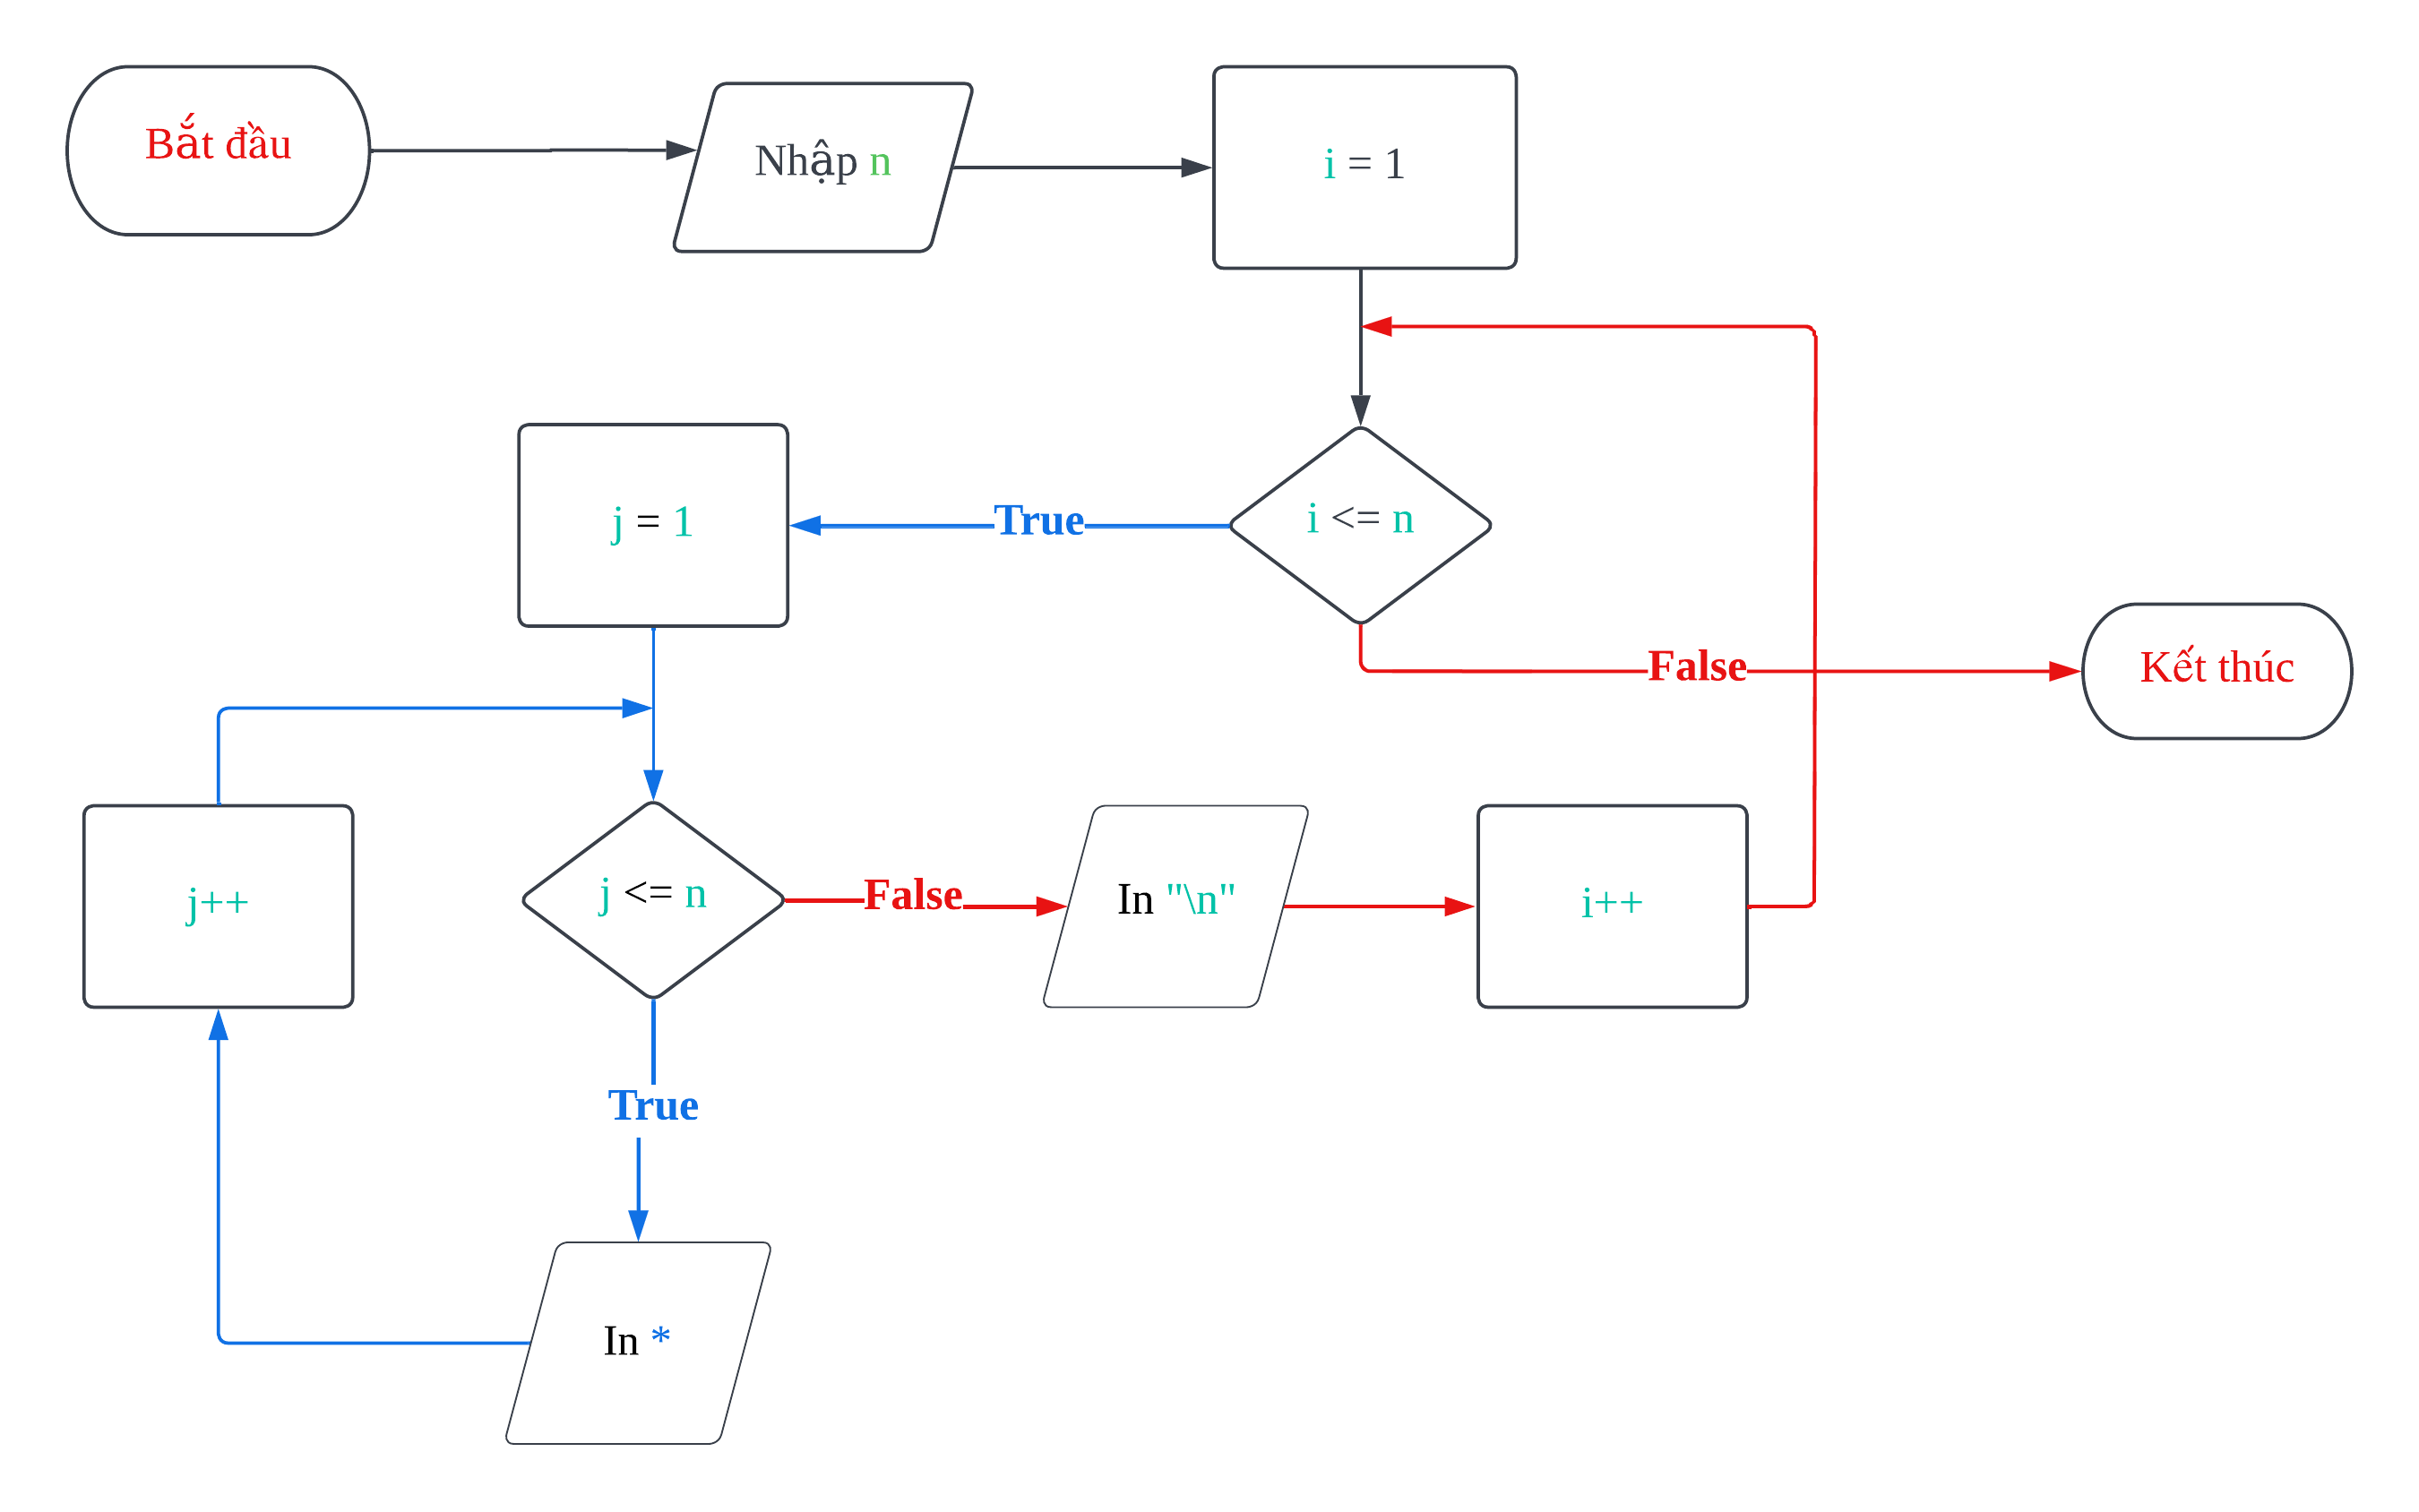 Bắt đầu
Nhập n
i = 1
j = 1
True
i <= n
False
Kết thúc
j++
j <= n
False
In "\n"
i++
True
In *